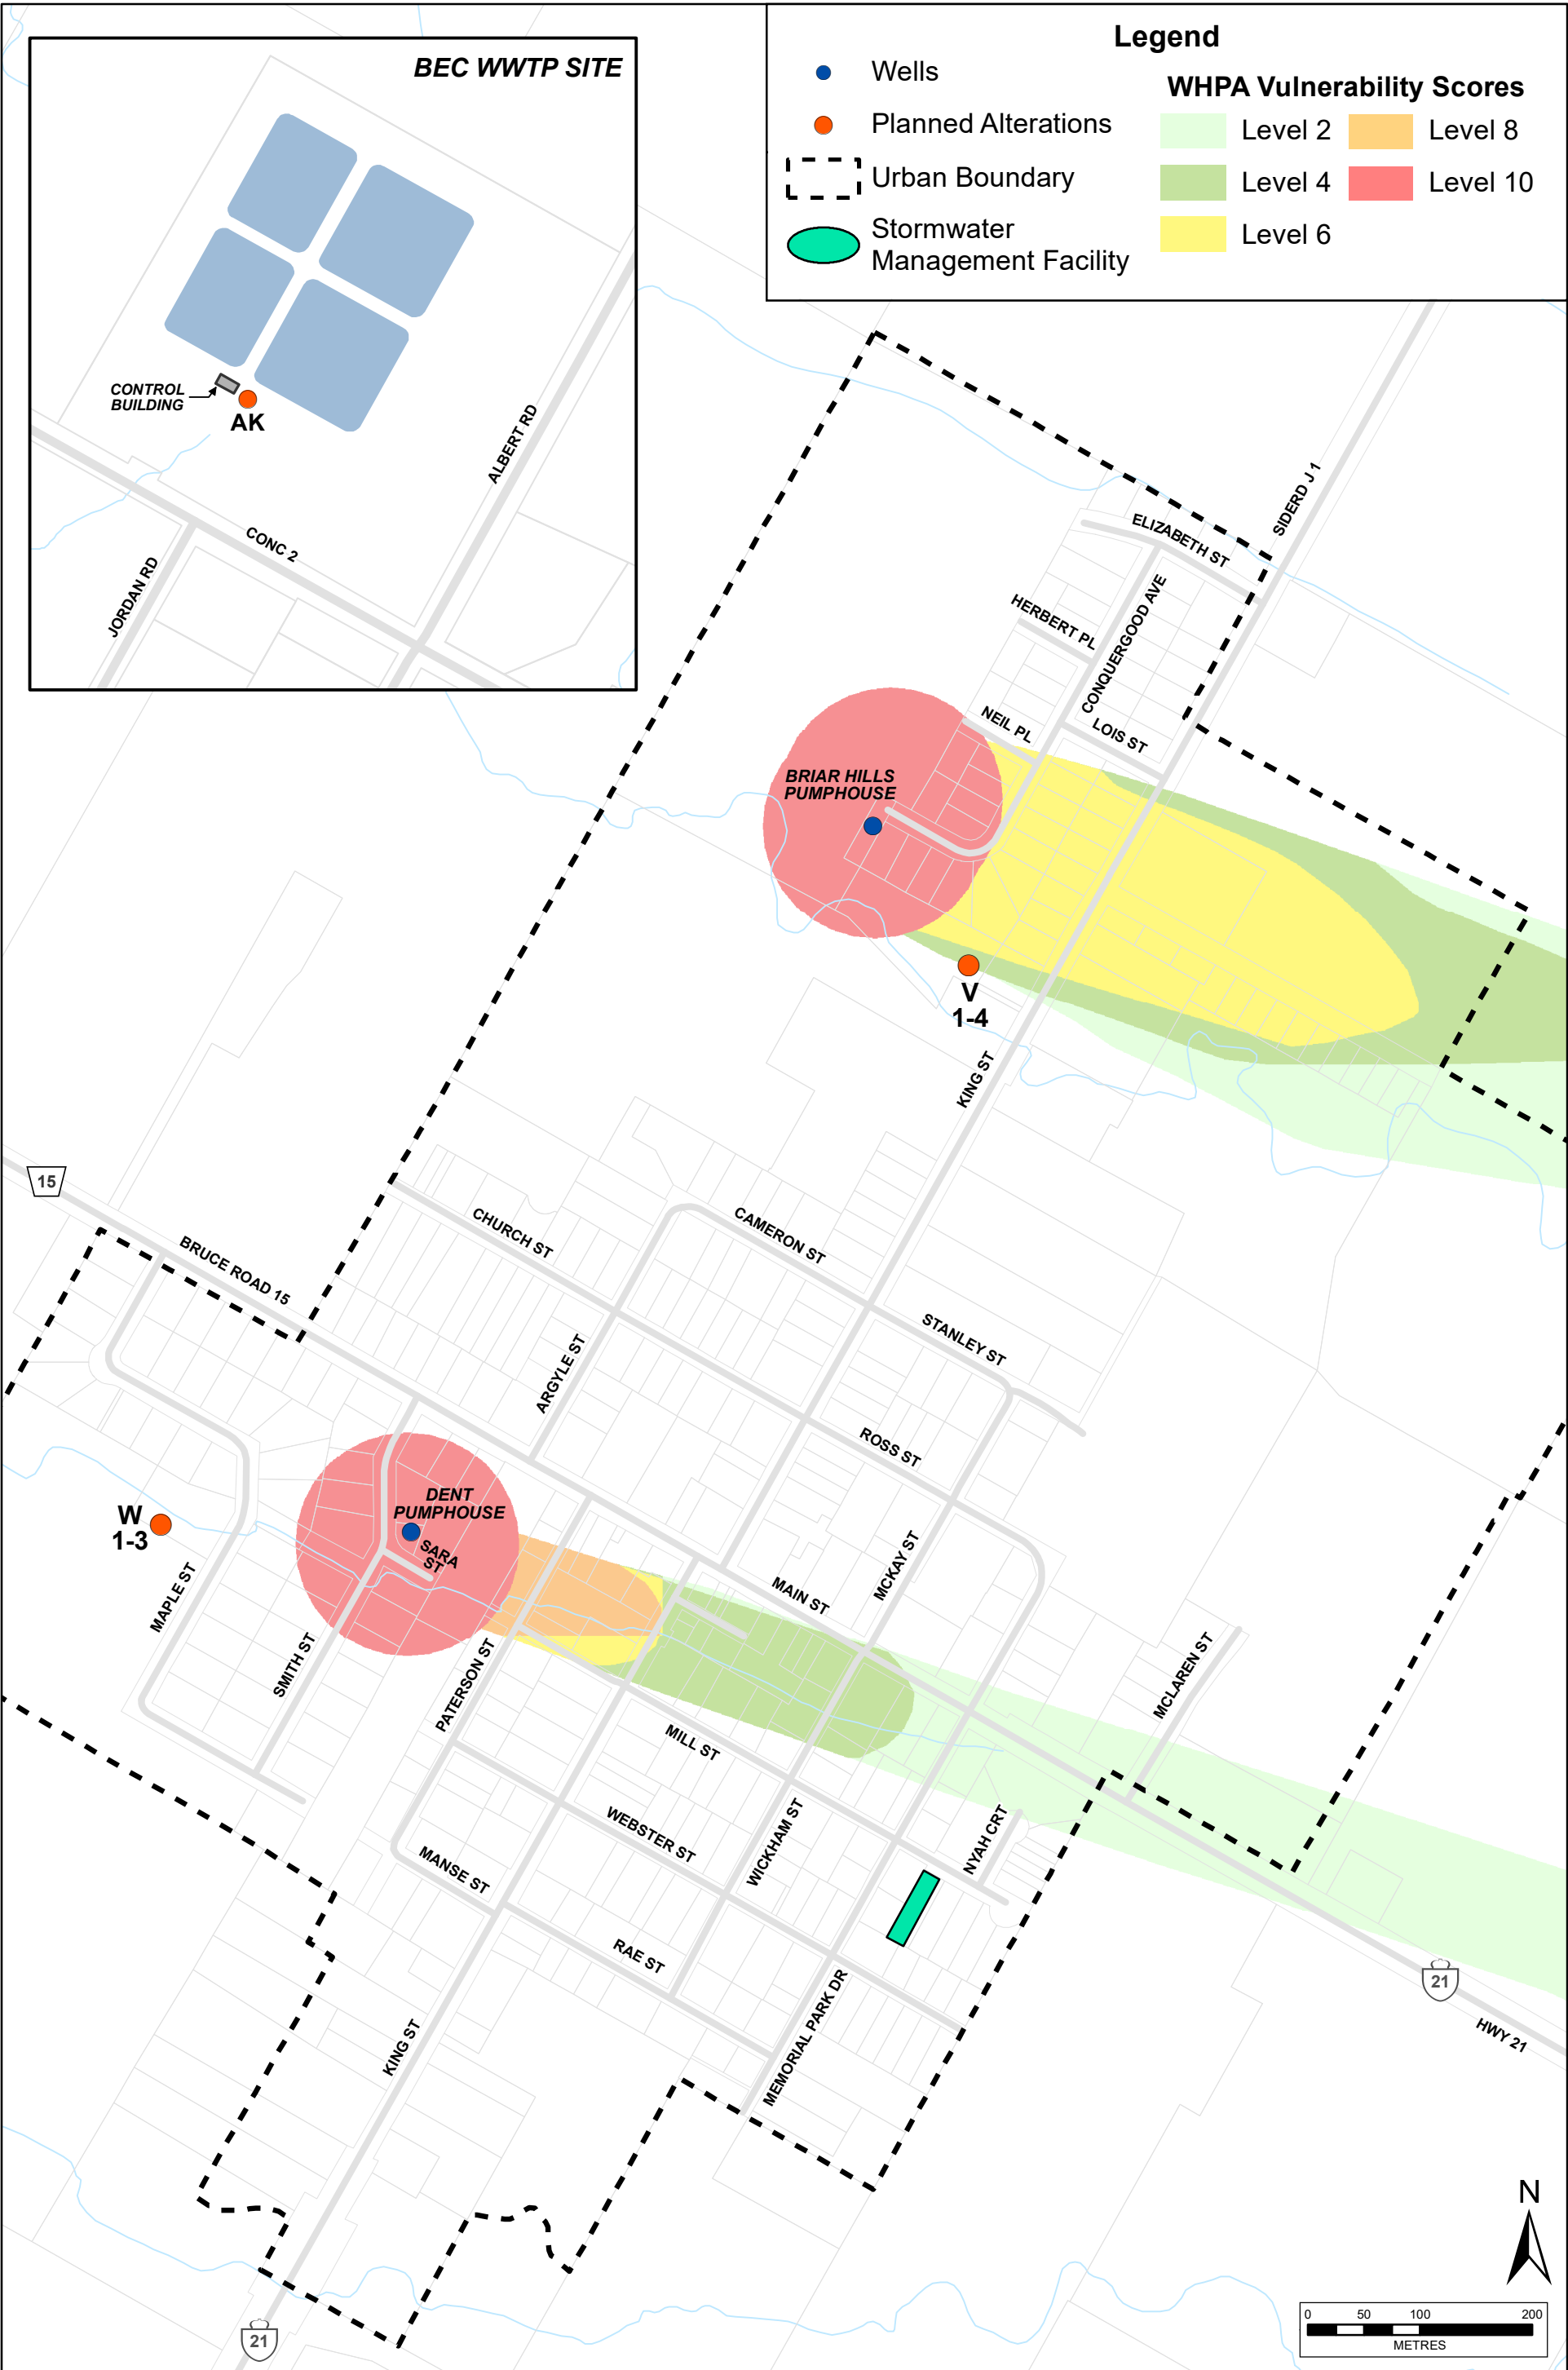 BEC WWTP SITE
CONTROL
BUILDING
AK
ALBERT RD
CONC 2
JORDAN RD
Legend
Wells
Planned Alterations
Urban Boundary
Stormwater
Management Facility
WHPA Vulnerability Scores
Level 2
Level 4
Level 6
Level 8
Level 10
SIDERD J 1
ELIZABETH ST
HERBERT PL
CONQUERGOOD AVE
NEIL PL
LOIS ST
BRIAR HILLS
PUMPHOUSE
V
1-4
KING ST
15
BRUCE ROAD 15
CHURCH ST
CAMERON ST
ARGYLE ST
STANLEY ST
ROSS ST
DENT
PUMPHOUSE
SARA
ST
W
1-3
MAPLE ST
SMITH ST
PATERSON ST
MAIN ST
MCKAY ST
MCLAREN ST
MILL ST
WEBSTER ST
WICKHAM ST
NYAH CRT
MANSE ST
RAE ST
MEMORIAL PARK DR
KING ST
21
HWY 21
21
N
0 50 100 200
METRES